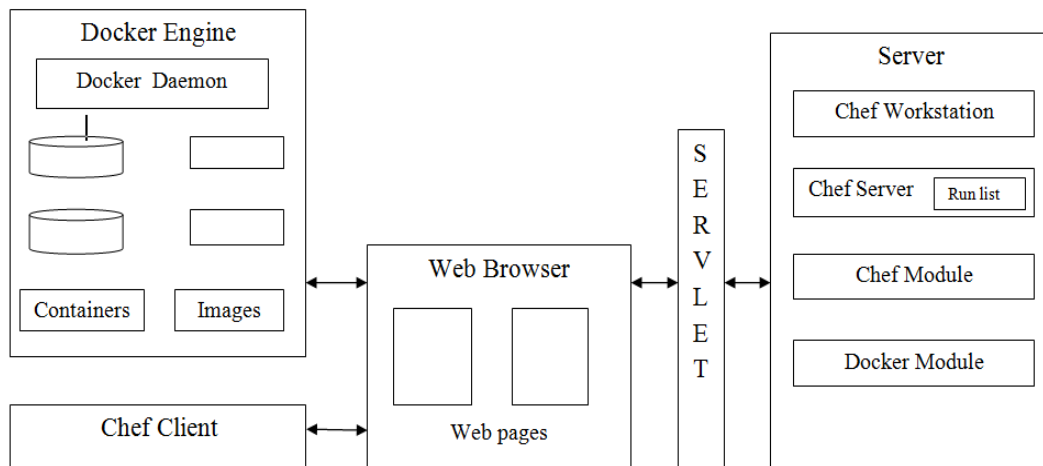 Docker Engine
Docker Daemon
Containers
Images
Chef Client
Web Browser
Web pages
S
E
R
V
L
E
T
Server
Chef Workstation
Chef Server
Run list
Chef Module
Docker Module